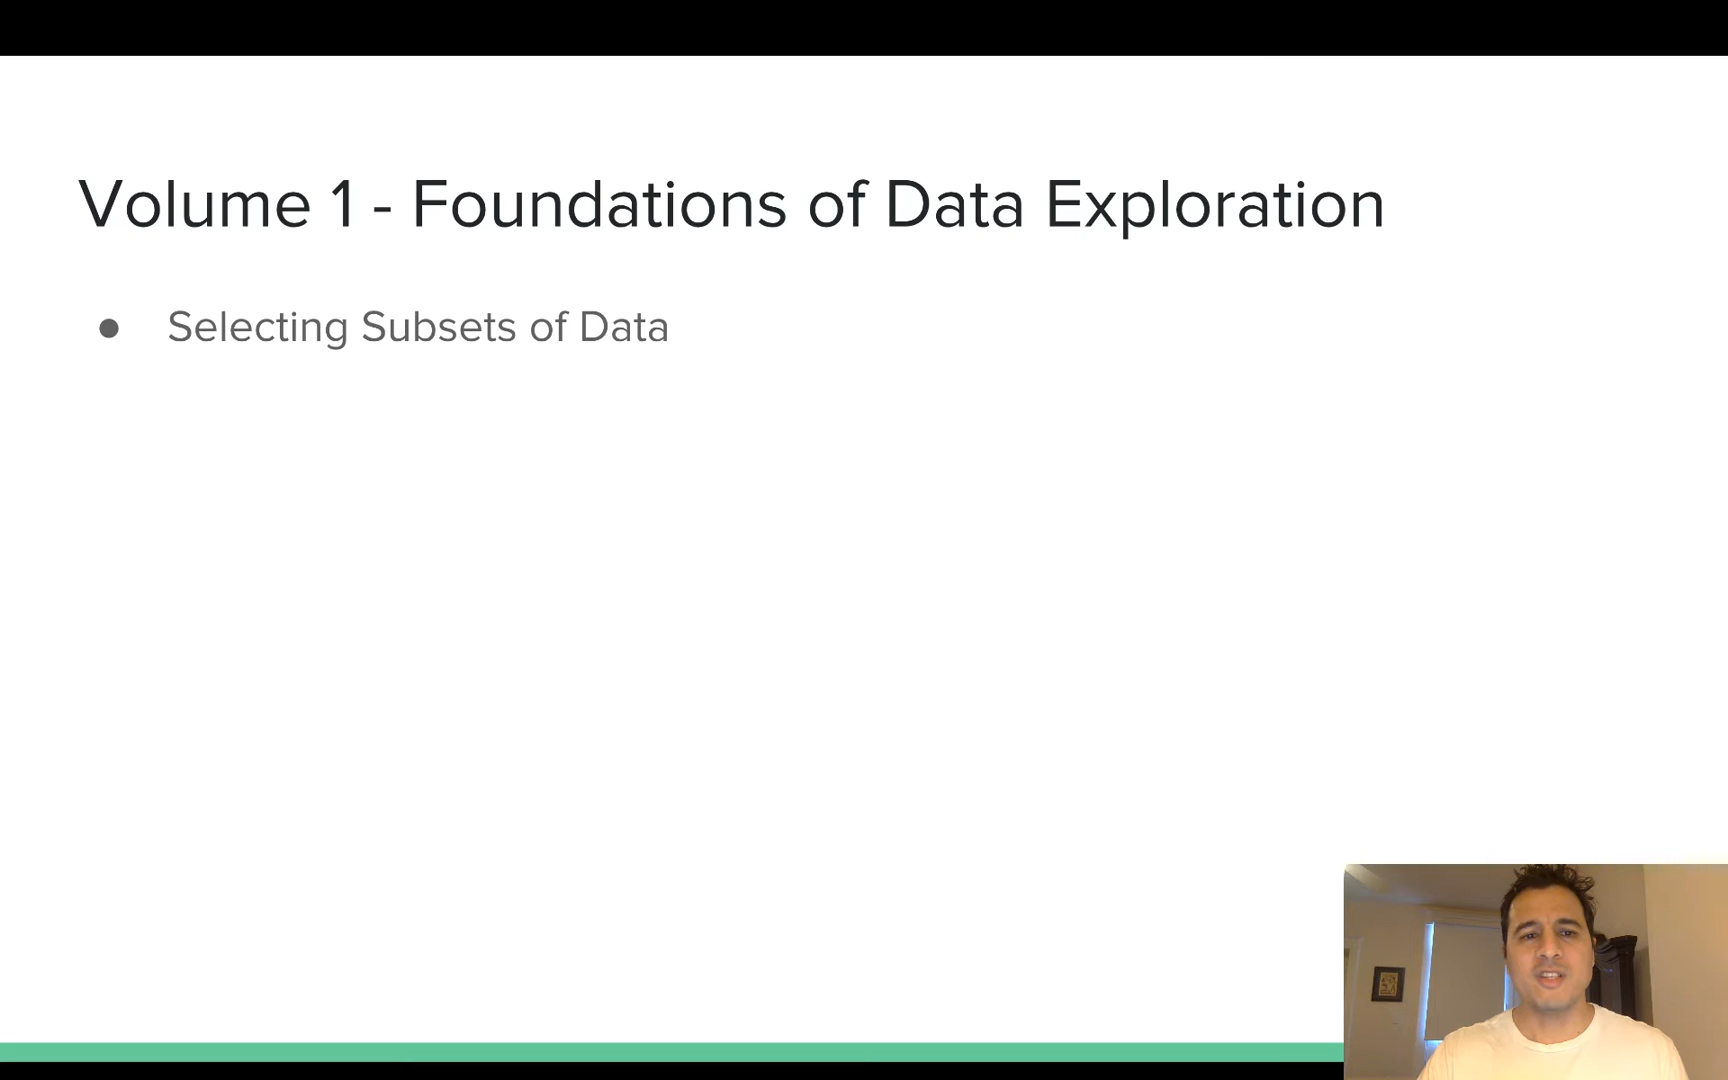 Volume 1 - Foundations of Data Exploration
● Selecting Subsets of Data